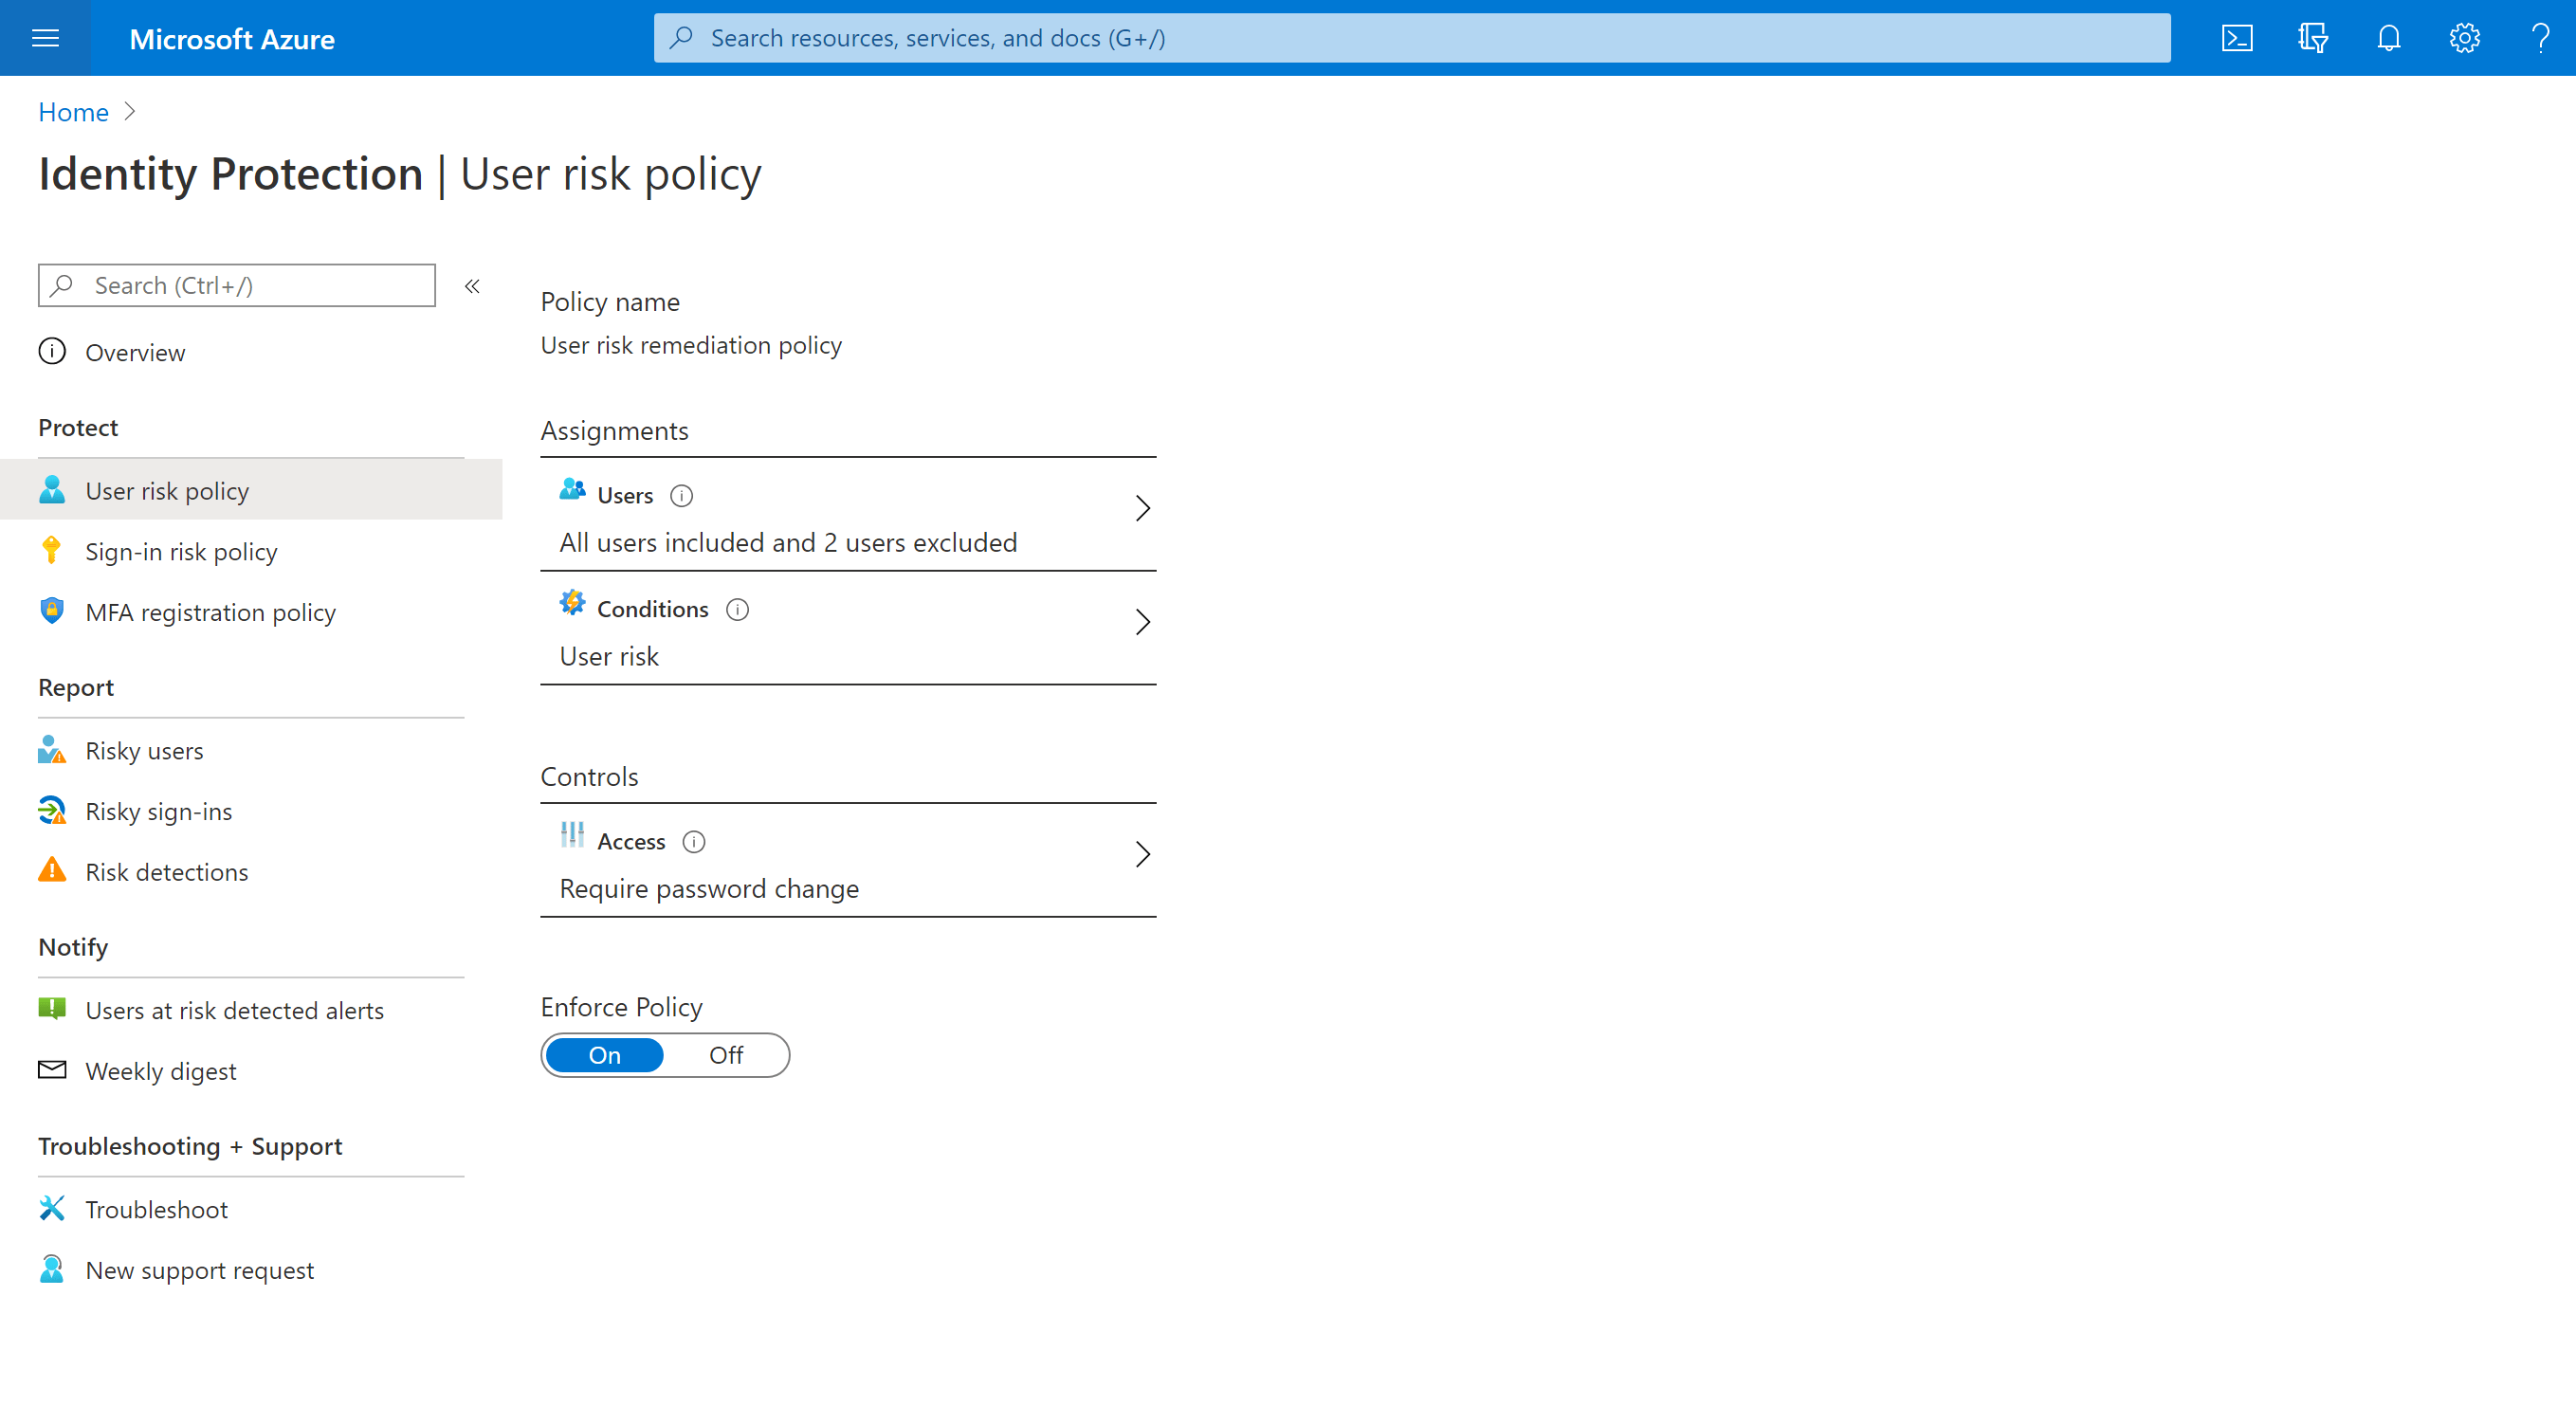 Microsoft Azure
Search resources, services, and docs (G+/)
Home
Identity Protection | User risk policy
Search (Ctrl+/)
Overview
Protect
User risk policy
Sign-in risk policy
MFA registration policy
Report
Risky users
Risky sign-ins
Risk detections
Notify
Users at risk detected alerts
Weekly digest
Troubleshooting + Support
Troubleshoot
New support request
Policy name
User risk remediation policy
Assignments
Users
All users included and 2 users excluded
Conditions
User risk
Controls
Access
Require password change
Enforce Policy
On Off